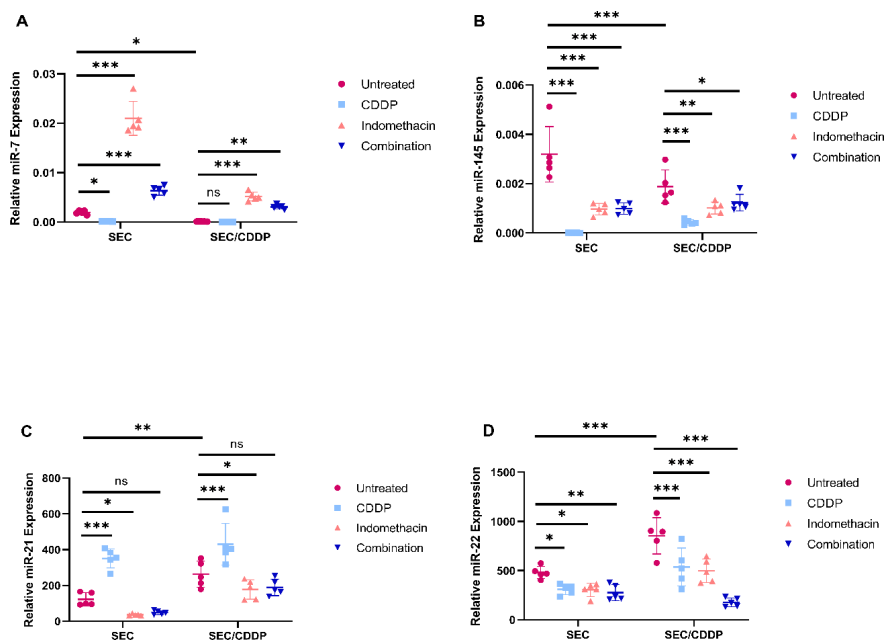 A
*
***
0.03
0.02
0.01
0.00
Relative miR-7 Expression
**
***
***
*
ns
SEC
SEC/CDDP
Untreated
CDDP
Indomethacin
Combination
B
***
***
***
***
*
**
***
0.006
0.004
0.002
0.000
Relative miR-145 Expression
SEC
SEC/CDDP
Untreated
CDDP
Indomethacin
Combination
C
**
ns
ns
*
*
***
***
800
600
400
200
0
Relative miR-21 Expression
SEC
SEC/CDDP
Untreated
CDDP
Indomethacin
Combination
D
***
***
***
***
**
*
*
1500
1000
500
0
Relative miR-22 Expression
SEC
SEC/CDDP
Untreated
CDDP
Indomethacin
Combination